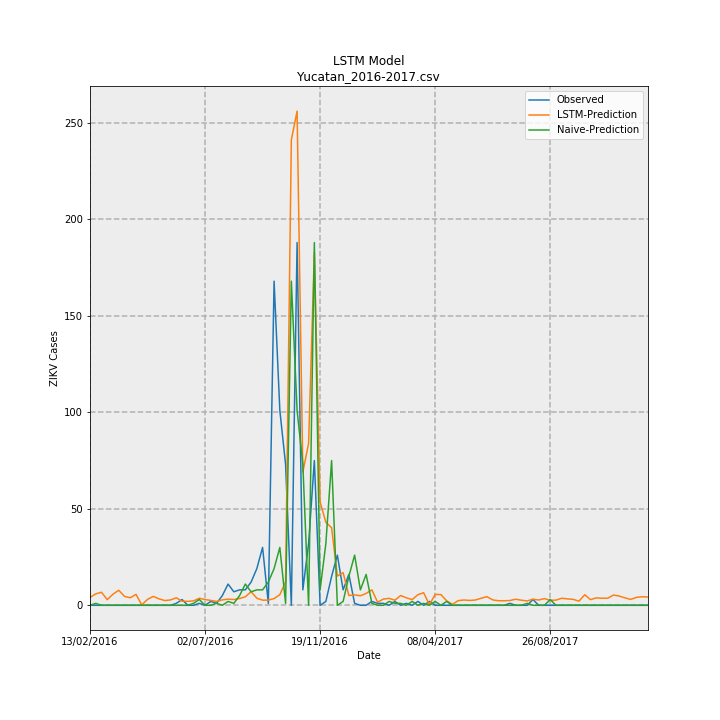 LSTM Model
Yucatan_2016-2017.csv
Observed
LSTM-Prediction
Naive-Prediction
ZIKV Cases
250
200
150
100
50
0
13/02/2016
02/07/2016
19/11/2016
08/04/2017
26/08/2017
Date